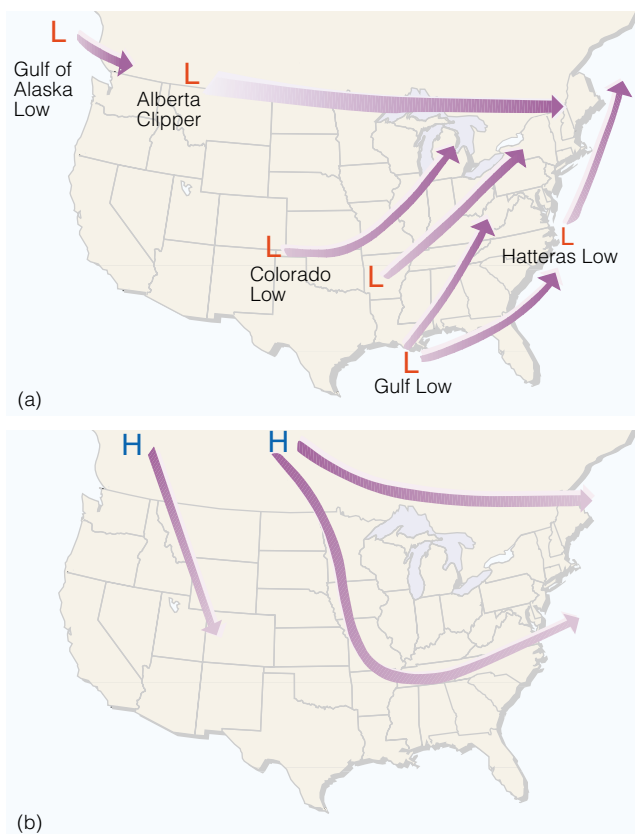 L
Gulf of
Alaska
Low
L
Alberta
Clipper
L
Colorado
Low
L
L
Hatteras Low
L
Gulf Low
(a)
H
H
(b)